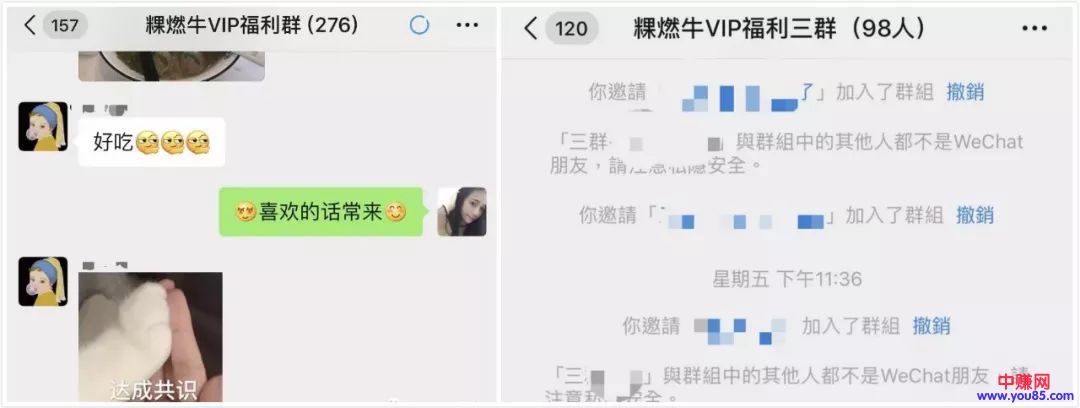 157
粿燃牛VIP福利群 (276)
好吃
喜欢的话常来
达成共识
120
粿燃牛VIP福利三群（98人）
你邀請
了」加入了群組 撤銷
「三群
」與群組中的其他人都不是WeChat
朋友，請注意私隱安全。
你邀請「
」加入了群組 撤銷
星期五 下午11:36
你邀請
加入了群組 撤銷
「三
」與群組中的其他人都不是WeChat朋友，請
注意私
安全。
中赚网
www.you85.com